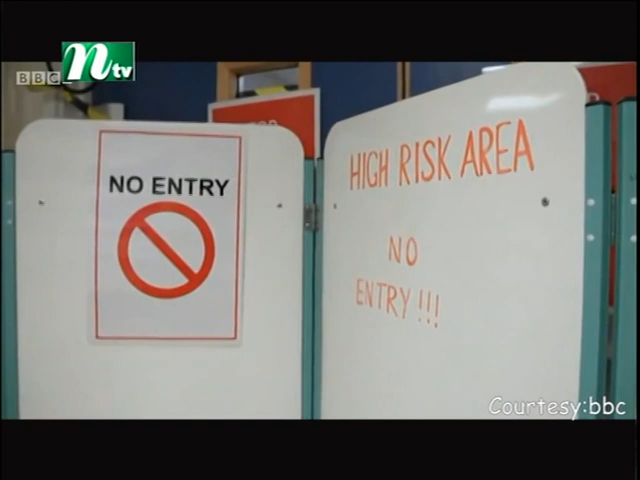 BBC
ntv
NO ENTRY
HIGH RISK AREA
NO
ENTRY!!!
Courtesy:bbc